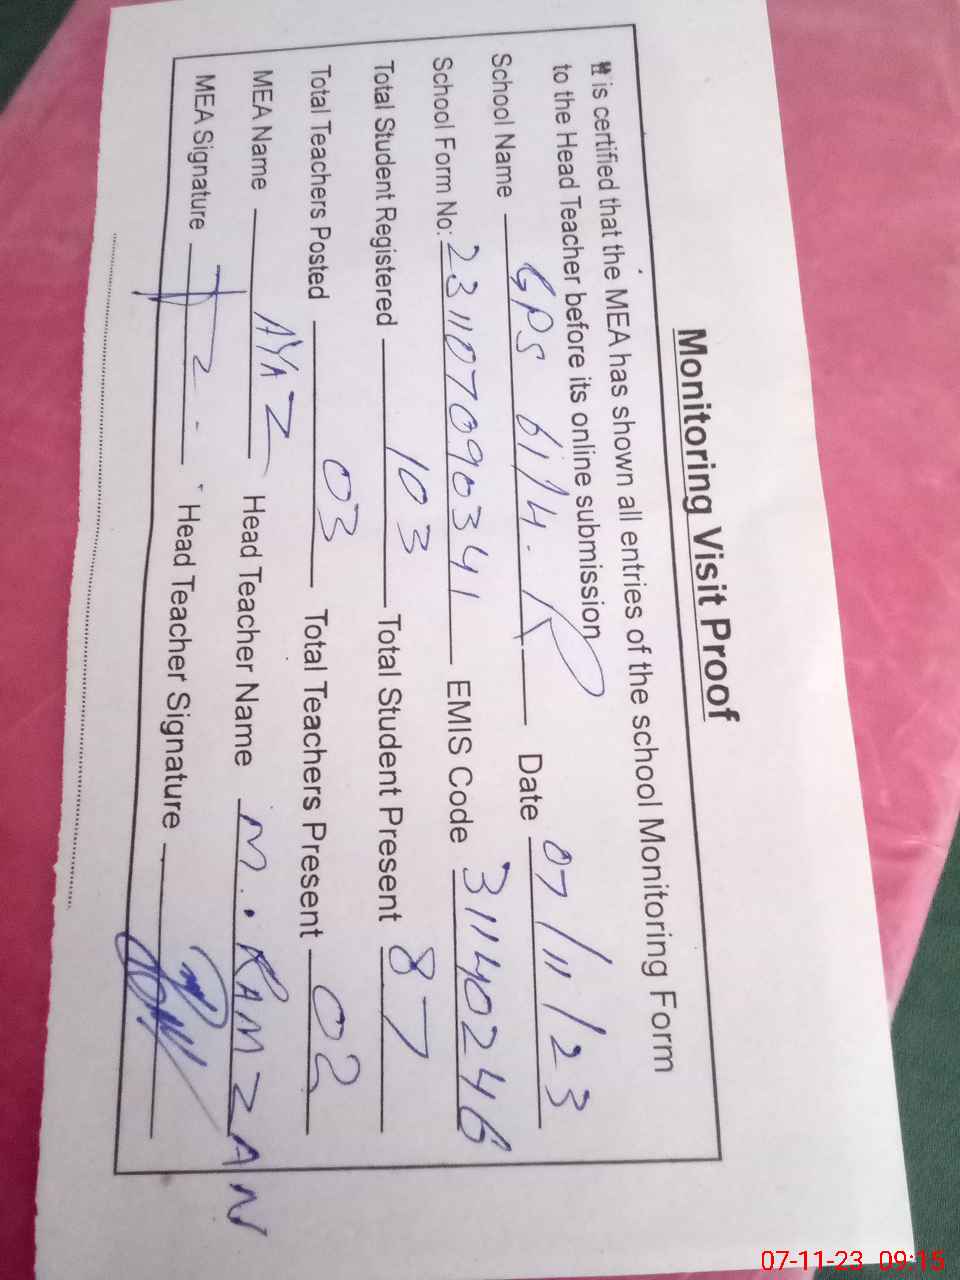 Monitoring Visit Proof
It is certified that the MEA has shown all entries of the school Monitoring Form
to the Head Teacher before its online submission
School Name GPS 61/4.R Date 07/11/23
School Form No: 231107090341 EMIS Code 31140246
Total Student Registered 103 Total Student Present 87
Total Teachers Posted 03 Total Teachers Present 02
MEA Name AYAZ Head Teacher Name M. RAMZAN
MEA Signature Head Teacher Signature
07-11-23 09:15